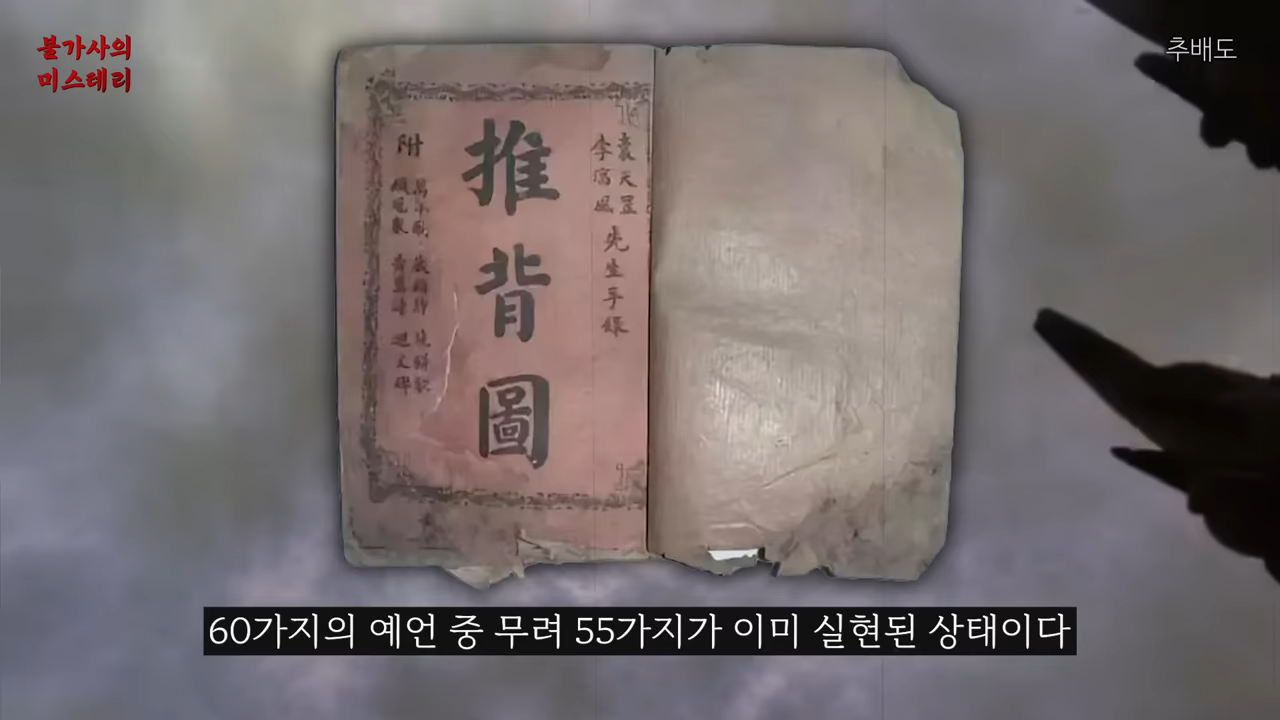 불가사의
미스테리
추배도
推背圖
袁天罡
李淳風
先生手錄
附
60가지의 예언 중 무려 55가지가 이미 실현된 상태이다